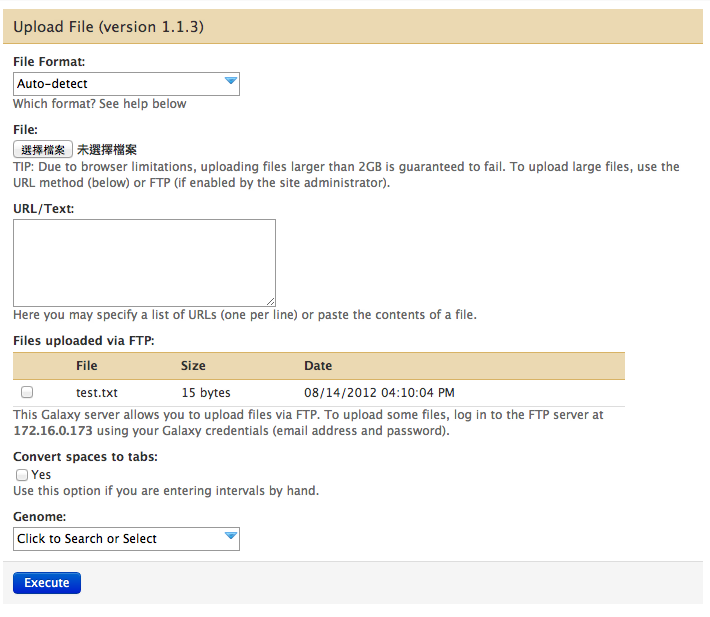 Upload File (version 1.1.3)
File Format:
Auto-detect
Which format? See help below
File:
選擇檔案 未選擇檔案
TIP: Due to browser limitations, uploading files larger than 2GB is guaranteed to fail. To upload large files, use the
URL method (below) or FTP (if enabled by the site administrator).
URL/Text:
Here you may specify a list of URLs (one per line) or paste the contents of a file.
Files uploaded via FTP:
File Size Date
test.txt 15 bytes 08/14/2012 04:10:04 PM
This Galaxy server allows you to upload files via FTP. To upload some files, log in to the FTP server at
172.16.0.173 using your Galaxy credentials (email address and password).
Convert spaces to tabs:
Yes
Use this option if you are entering intervals by hand.
Genome:
Click to Search or Select
Execute